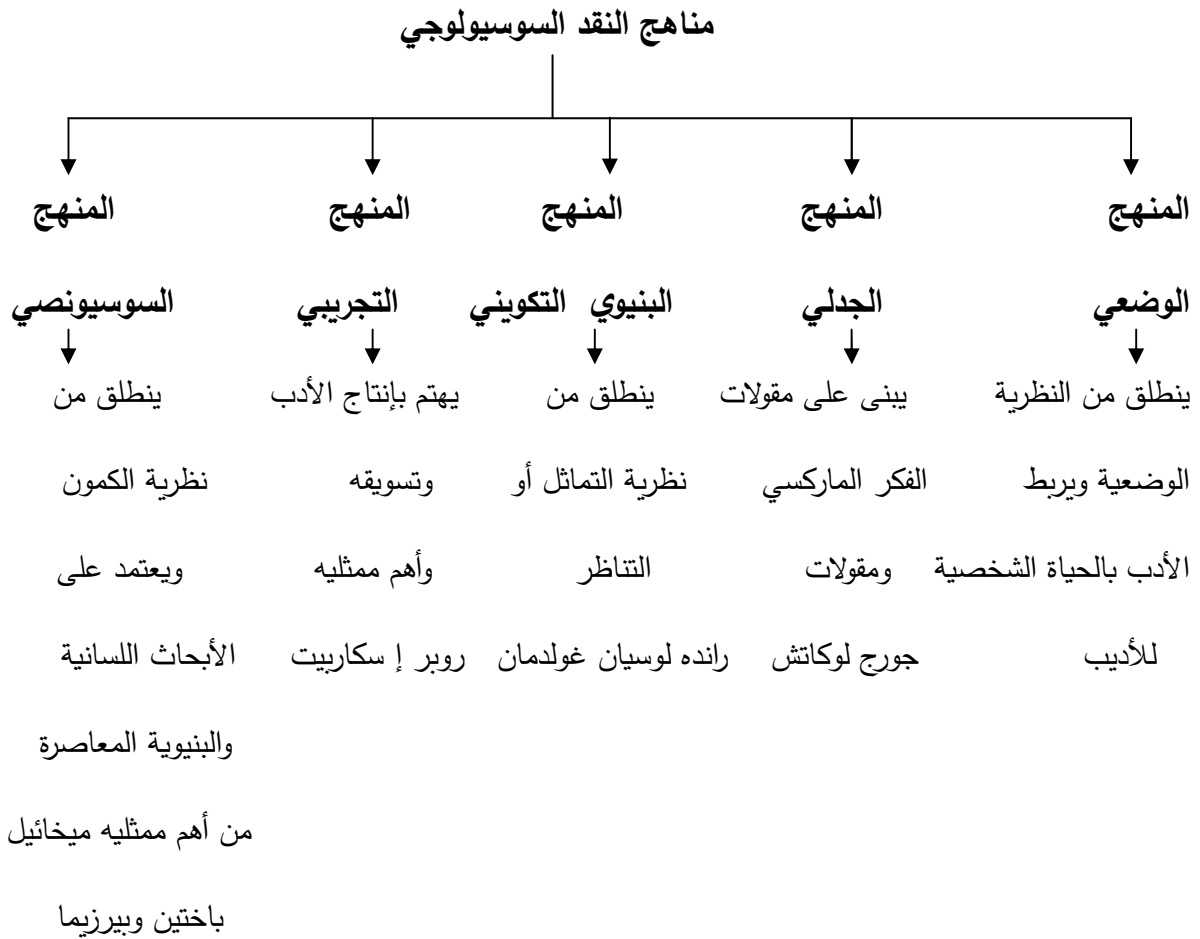 مناهج النقد السوسيولوجي
المنهج
الوضعي
ينطلق من النظرية
الوضعية ويربط
الأدب بالحياة الشخصية
للأديب
المنهج
الجدلي
يبنى على مقولات
الفكر الماركسي
ومقولات
جورج لوكاتش
المنهج
البنيوي التكويني
ينطلق من
نظرية التماثل أو
التناظر
رانده لوسيان غولدمان
المنهج
التجريبي
يهتم بإنتاج الأدب
وتسويقه
وأهم ممثليه
روبر إ سكاربيت
المنهج
السوسيونصي
ينطلق من
نظرية الكمون
ويعتمد على
الأبحاث اللسانية
والبنيوية المعاصرة
من أهم ممثليه ميخائيل
باختين وبيرزيما